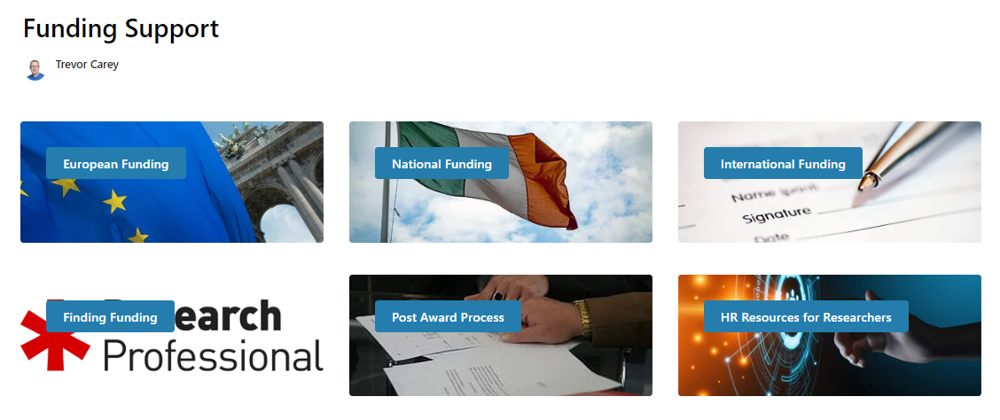 Funding Support
Trevor Carey
European Funding
National Funding
International Funding
Name (print)
Signature
Date
Finding Funding
earch
Professional
Post Award Process
HR Resources for Researchers